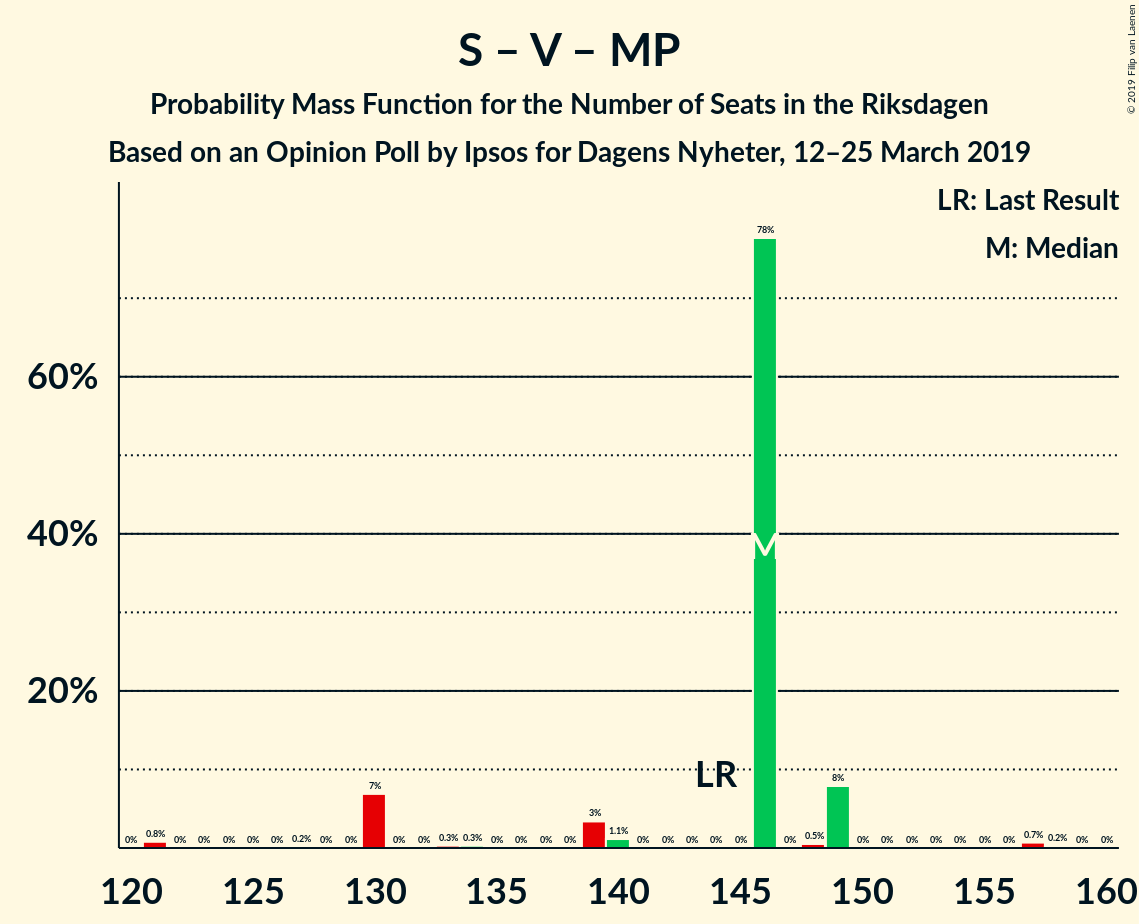 S – V – MP
Probability Mass Function for the Number of Seats in the Riksdagen
Based on an Opinion Poll by Ipsos for Dagens Nyheter, 12–25 March 2019
© 2019 Filip van Laenen
LR: Last Result
M: Median
60%
40%
20%
LR
M
0% 0.8% 0% 0% 0% 0% 0% 0.2% 0% 0% 7% 0% 0% 0.3% 0.3% 0% 0% 0% 0% 3% 1.1% 0% 0% 0% 0% 0% 78% 0% 0.5% 8% 0% 0% 0% 0% 0% 0% 0% 0.7% 0.2% 0% 0%
120 125 130 135 140 145 150 155 160